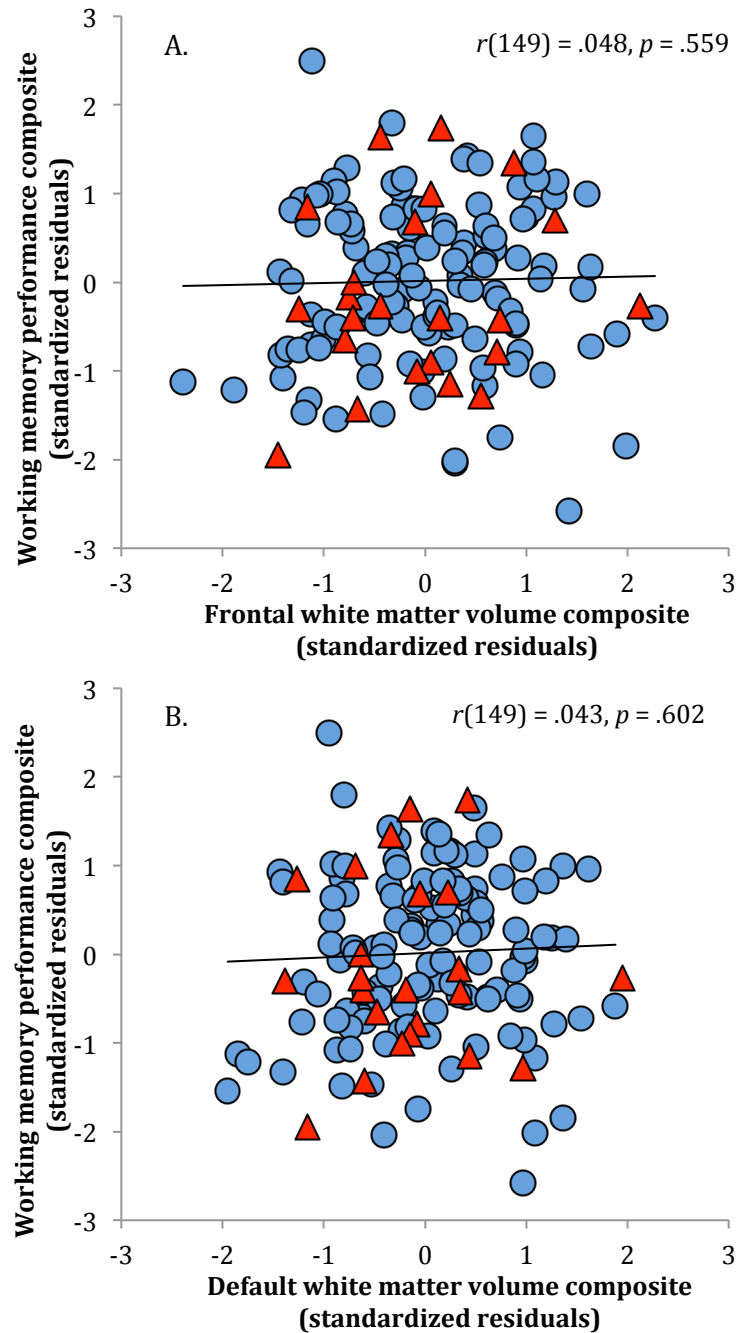 A.
r(149) = .048, p = .559
Working memory performance composite
(standardized residuals)
3
2
1
0
-1
-2
-3
-3 -2 -1 0 1 2 3
Frontal white matter volume composite
(standardized residuals)
B.
r(149) = .043, p = .602
Working memory performance composite
(standardized residuals)
3
2
1
0
-1
-2
-3
-3 -2 -1 0 1 2 3
Default white matter volume composite
(standardized residuals)